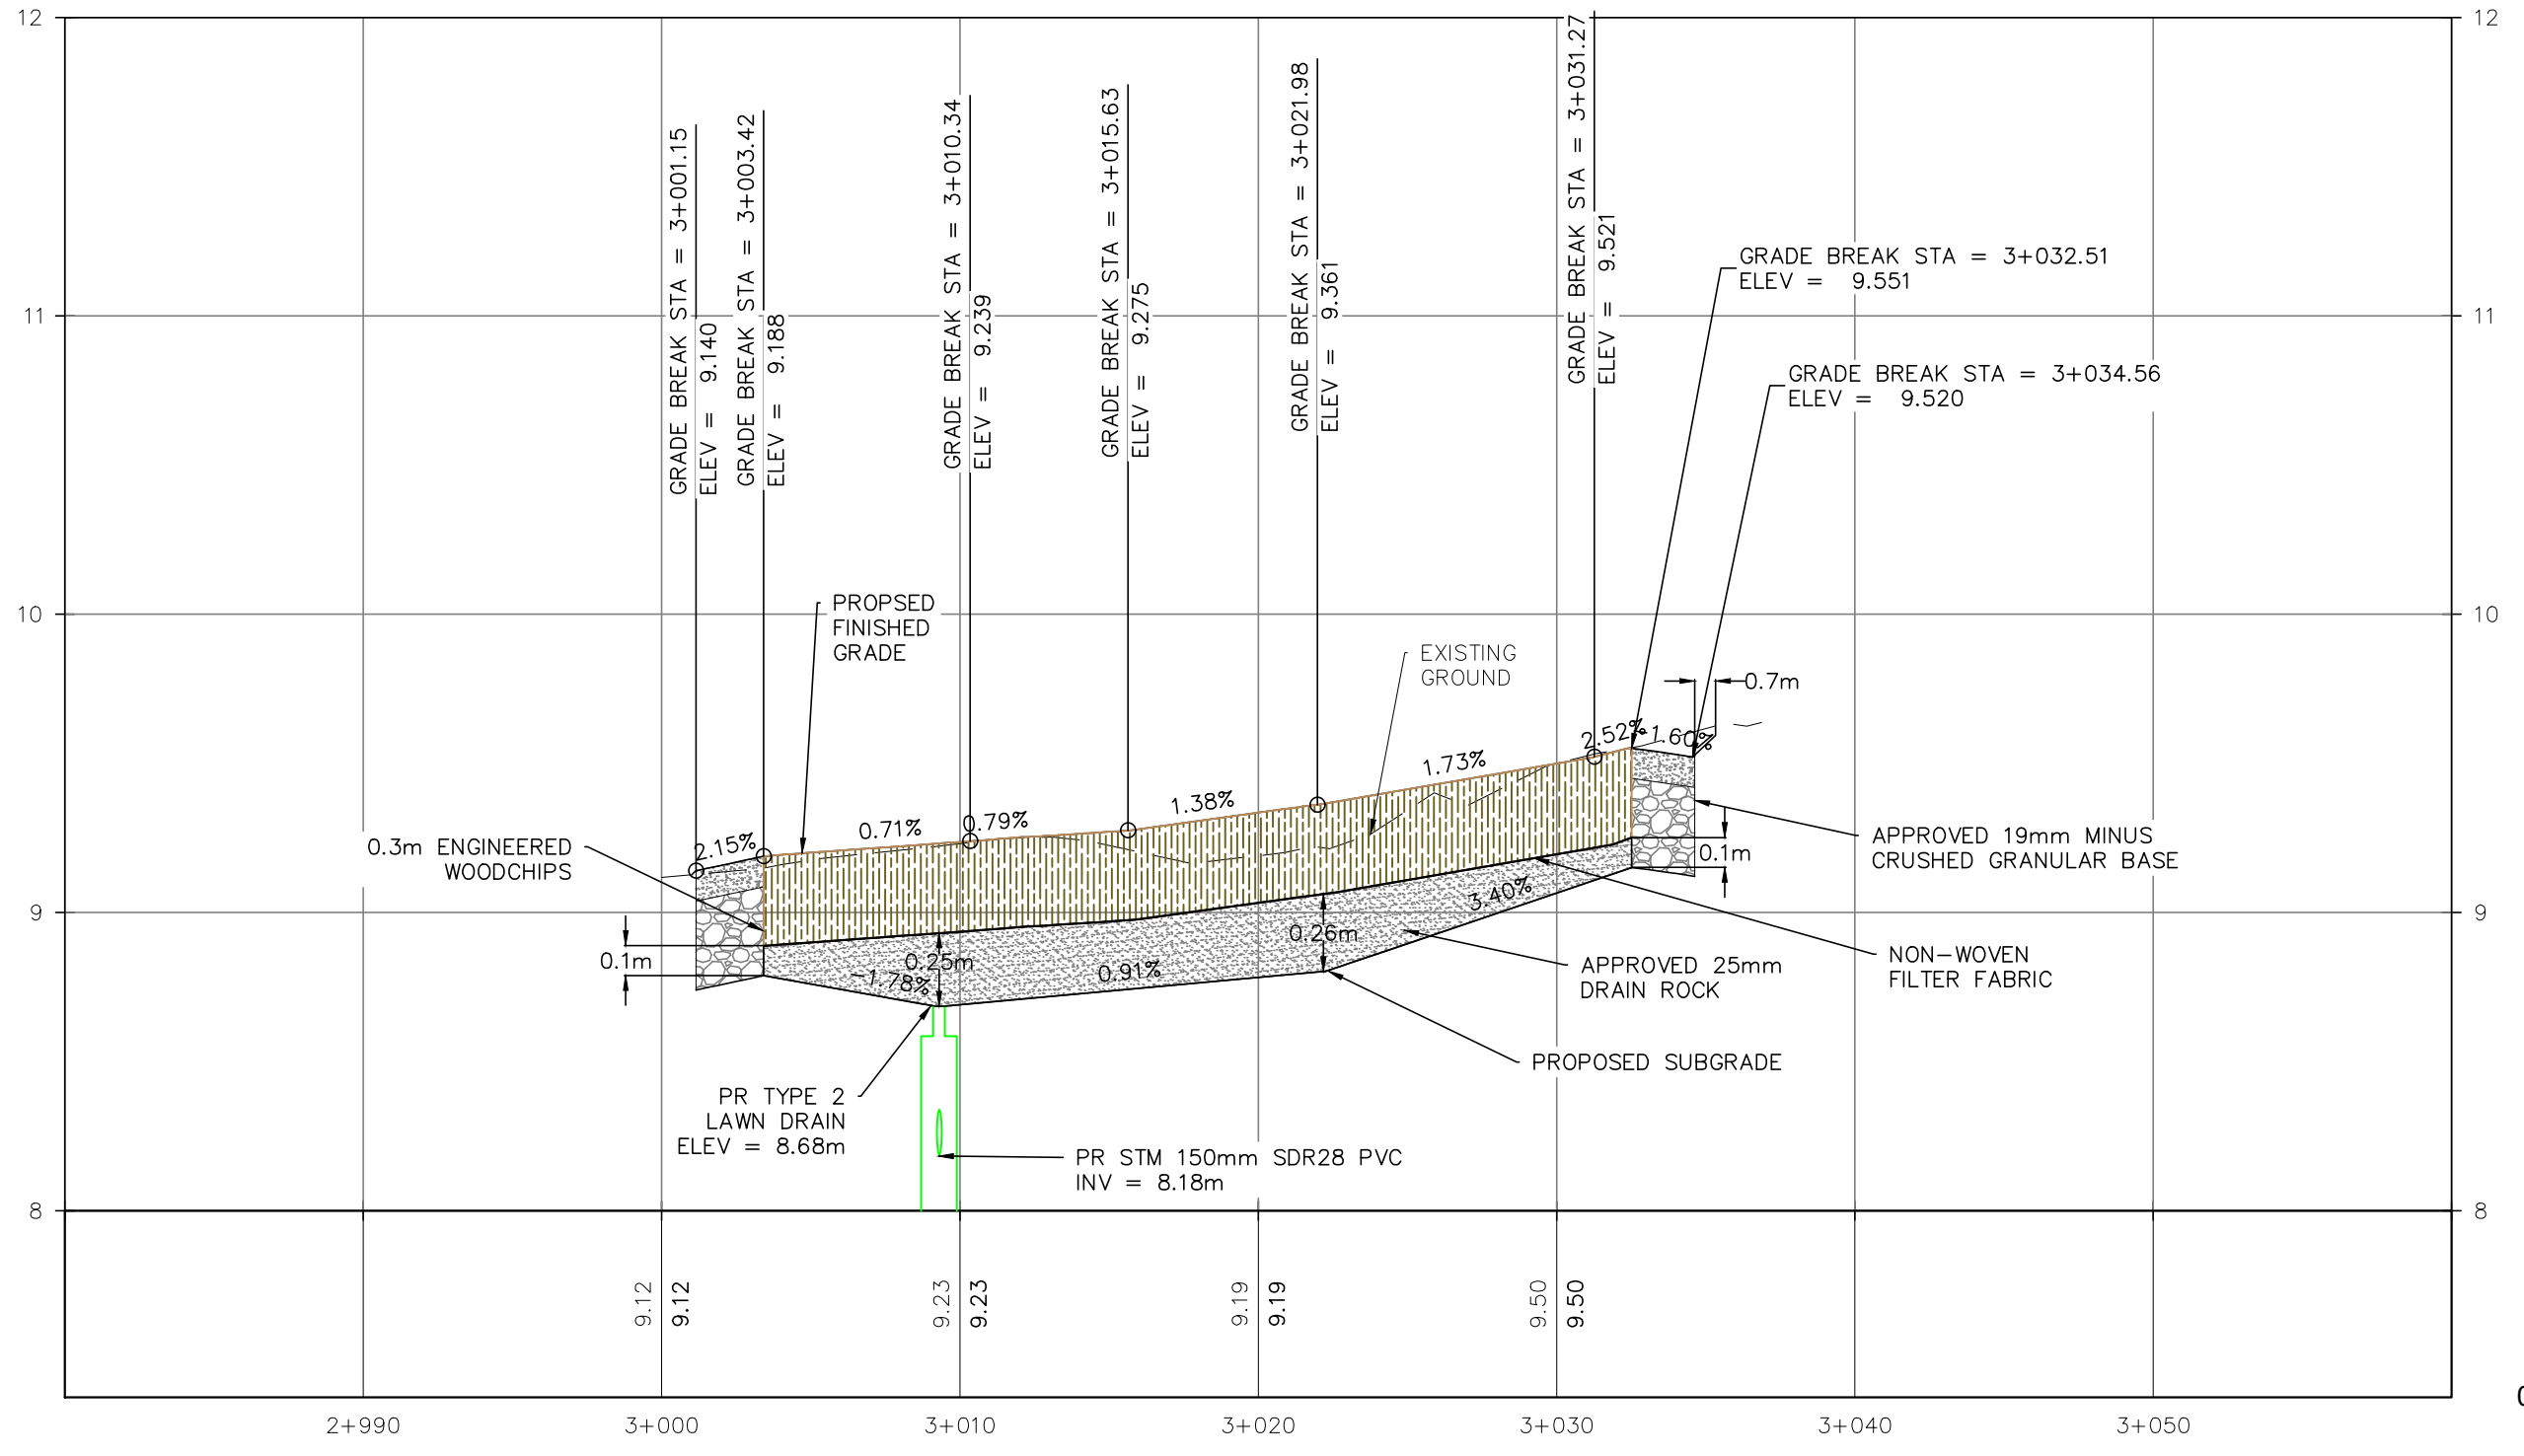 12
12
11
11
10
10
9
9
8
8
GRADE BREAK STA = 3+001.15
ELEV = 9.140
GRADE BREAK STA = 3+003.42
ELEV = 9.188
GRADE BREAK STA = 3+010.34
ELEV = 9.239
GRADE BREAK STA = 3+015.63
ELEV = 9.275
GRADE BREAK STA = 3+021.98
ELEV = 9.361
GRADE BREAK STA = 3+031.27
ELEV = 9.521
GRADE BREAK STA = 3+032.51
ELEV = 9.551
GRADE BREAK STA = 3+034.56
ELEV = 9.520
PROPSED
FINISHED
GRADE
EXISTING
GROUND
0.7m
2.15%
0.71%
0.79%
1.38%
1.73%
2.52%
-1.60%
0.3m ENGINEERED
WOODCHIPS
APPROVED 19mm MINUS
CRUSHED GRANULAR BASE
0.1m
0.1m
0.25m
0.26m
-1.78%
0.91%
3.40%
NON-WOVEN
FILTER FABRIC
APPROVED 25mm
DRAIN ROCK
PROPOSED SUBGRADE
PR TYPE 2
LAWN DRAIN
ELEV = 8.68m
PR STM 150mm SDR28 PVC
INV = 8.18m
9.12
9.12
9.23
9.23
9.19
9.19
9.50
9.50
2+990
3+000
3+010
3+020
3+030
3+040
3+050